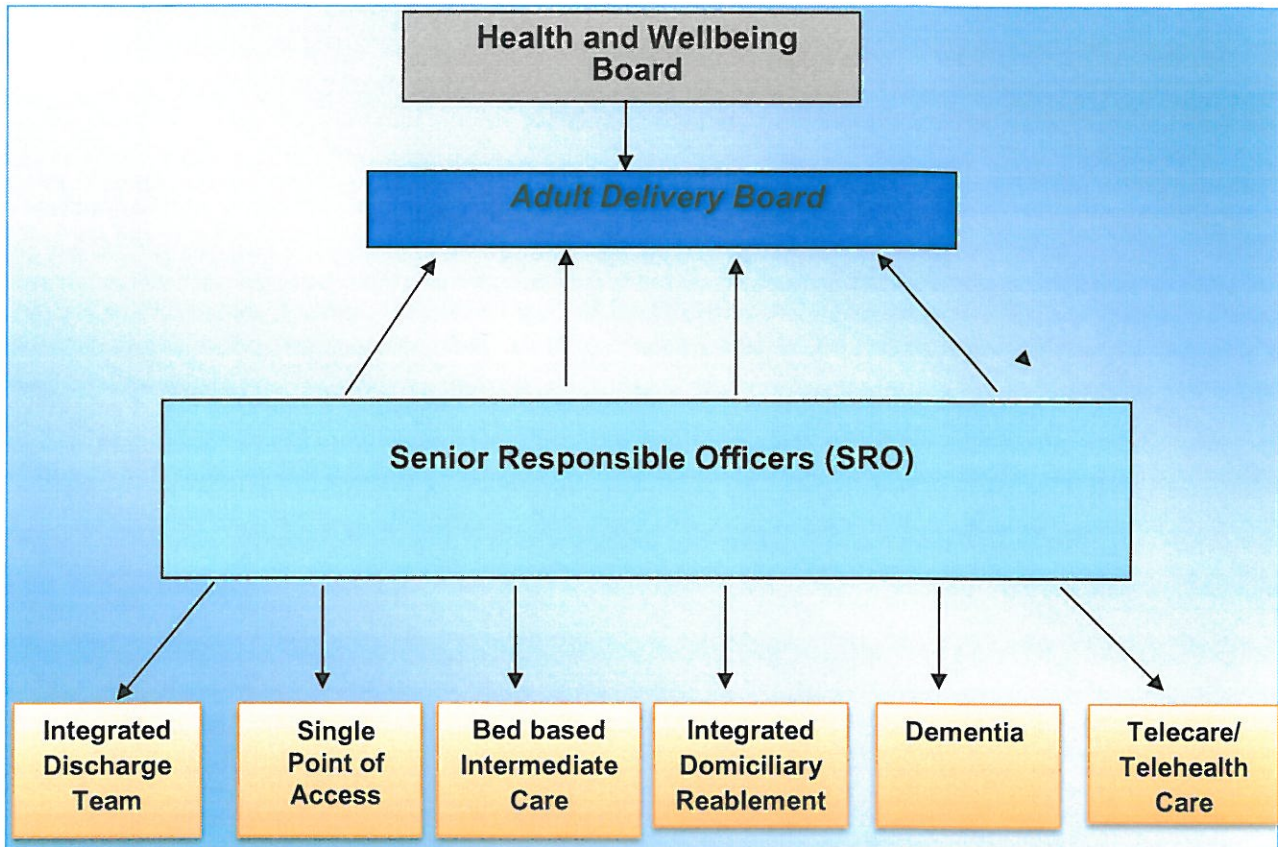 Health and Wellbeing
Board
Adult Delivery Board
Senior Responsible Officers (SRO)
Integrated
Discharge
Team
Single
Point of
Access
Bed based
Intermediate
Care
Integrated
Domiciliary
Reablement
Dementia
Telecare/
Telehealth
Care